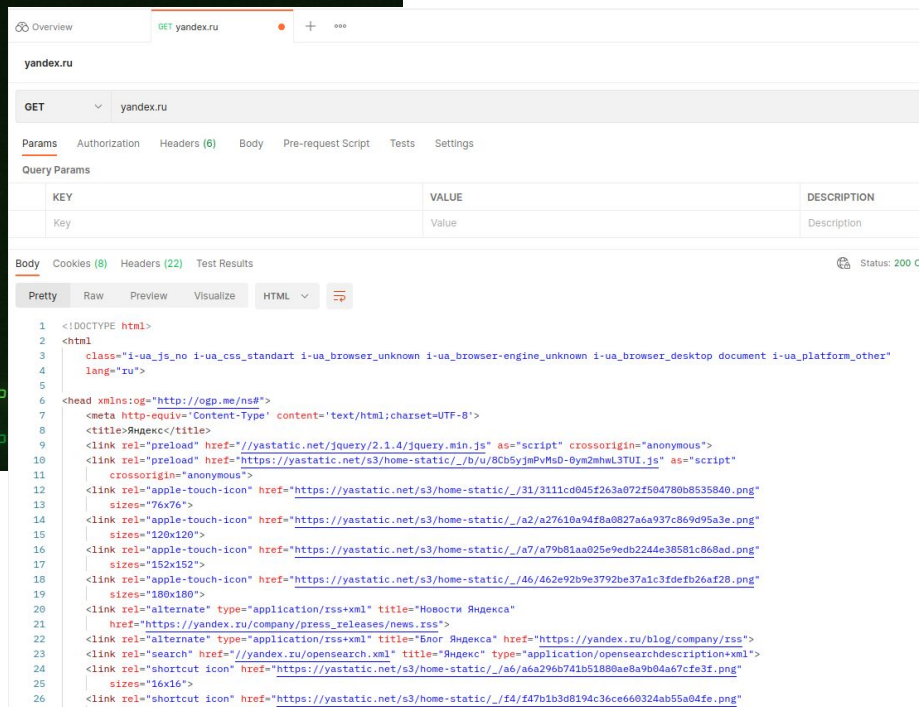 Overview
GET yandex.ru
yandex.ru
GET yandex.ru
Params Authorization Headers (6) Body Pre-request Script Tests Settings
Query Params
KEY VALUE DESCRIPTION
Key Value Description
Body Cookies (8) Headers (22) Test Results Status: 200
Pretty Raw Preview Visualize HTML
1 <!DOCTYPE html>
2 <html
3 class="i-ua_js_no i-ua_css_standart i-ua_browser_unknown i-ua_browser-engine_unknown i-ua_browser_desktop document i-ua_platform_other"
4 lang="ru">
5
6 <head xmlns:og="http://ogp.me/ns#">
7 <meta http-equiv='Content-Type' content='text/html;charset=UTF-8'>
8 <title>Яндекс</title>
9 <link rel="preload" href="//yastatic.net/jquery/2.1.4/jquery.min.js" as="script" crossorigin="anonymous">
10 <link rel="preload" href="https://yastatic.net/s3/home-static/_/b/u/8Cb5yjmPvMsD-0ym2mhwL3TUI.js" as="script"
11 crossorigin="anonymous">
12 <link rel="apple-touch-icon" href="https://yastatic.net/s3/home-static/_/31/3111cd045f263a072f504780b8535840.png"
13 sizes="76x76">
14 <link rel="apple-touch-icon" href="https://yastatic.net/s3/home-static/_/a2/a27610a94f8a0827a6a937c869d95a3e.png"
15 sizes="120x120">
16 <link rel="apple-touch-icon" href="https://yastatic.net/s3/home-static/_/a7/a79b81aa025e9edb2244e38581c868ad.png"
17 sizes="152x152">
18 <link rel="apple-touch-icon" href="https://yastatic.net/s3/home-static/_/46/462e92b9e3792be37a1c3fdefb26af28.png"
19 sizes="180x180">
20 <link rel="alternate" type="application/rss+xml" title="Новости Яндекса"
21 href="https://yandex.ru/company/press_releases/news.rss">
22 <link rel="alternate" type="application/rss+xml" title="Блог Яндекса" href="https://yandex.ru/blog/company/rss">
23 <link rel="search" href="//yandex.ru/opensearch.xml" title="Яндекс" type="application/opensearchdescription+xml">
24 <link rel="shortcut icon" href="https://yastatic.net/s3/home-static/_/a6/a6a296b741b51880ae8a9b04a67cfe3f.png"
25 sizes="16x16">
26 <link rel="shortcut icon" href="https://yastatic.net/s3/home-static/_/f4/f47b1b3d8194c36ce660324ab55a04fe.png"